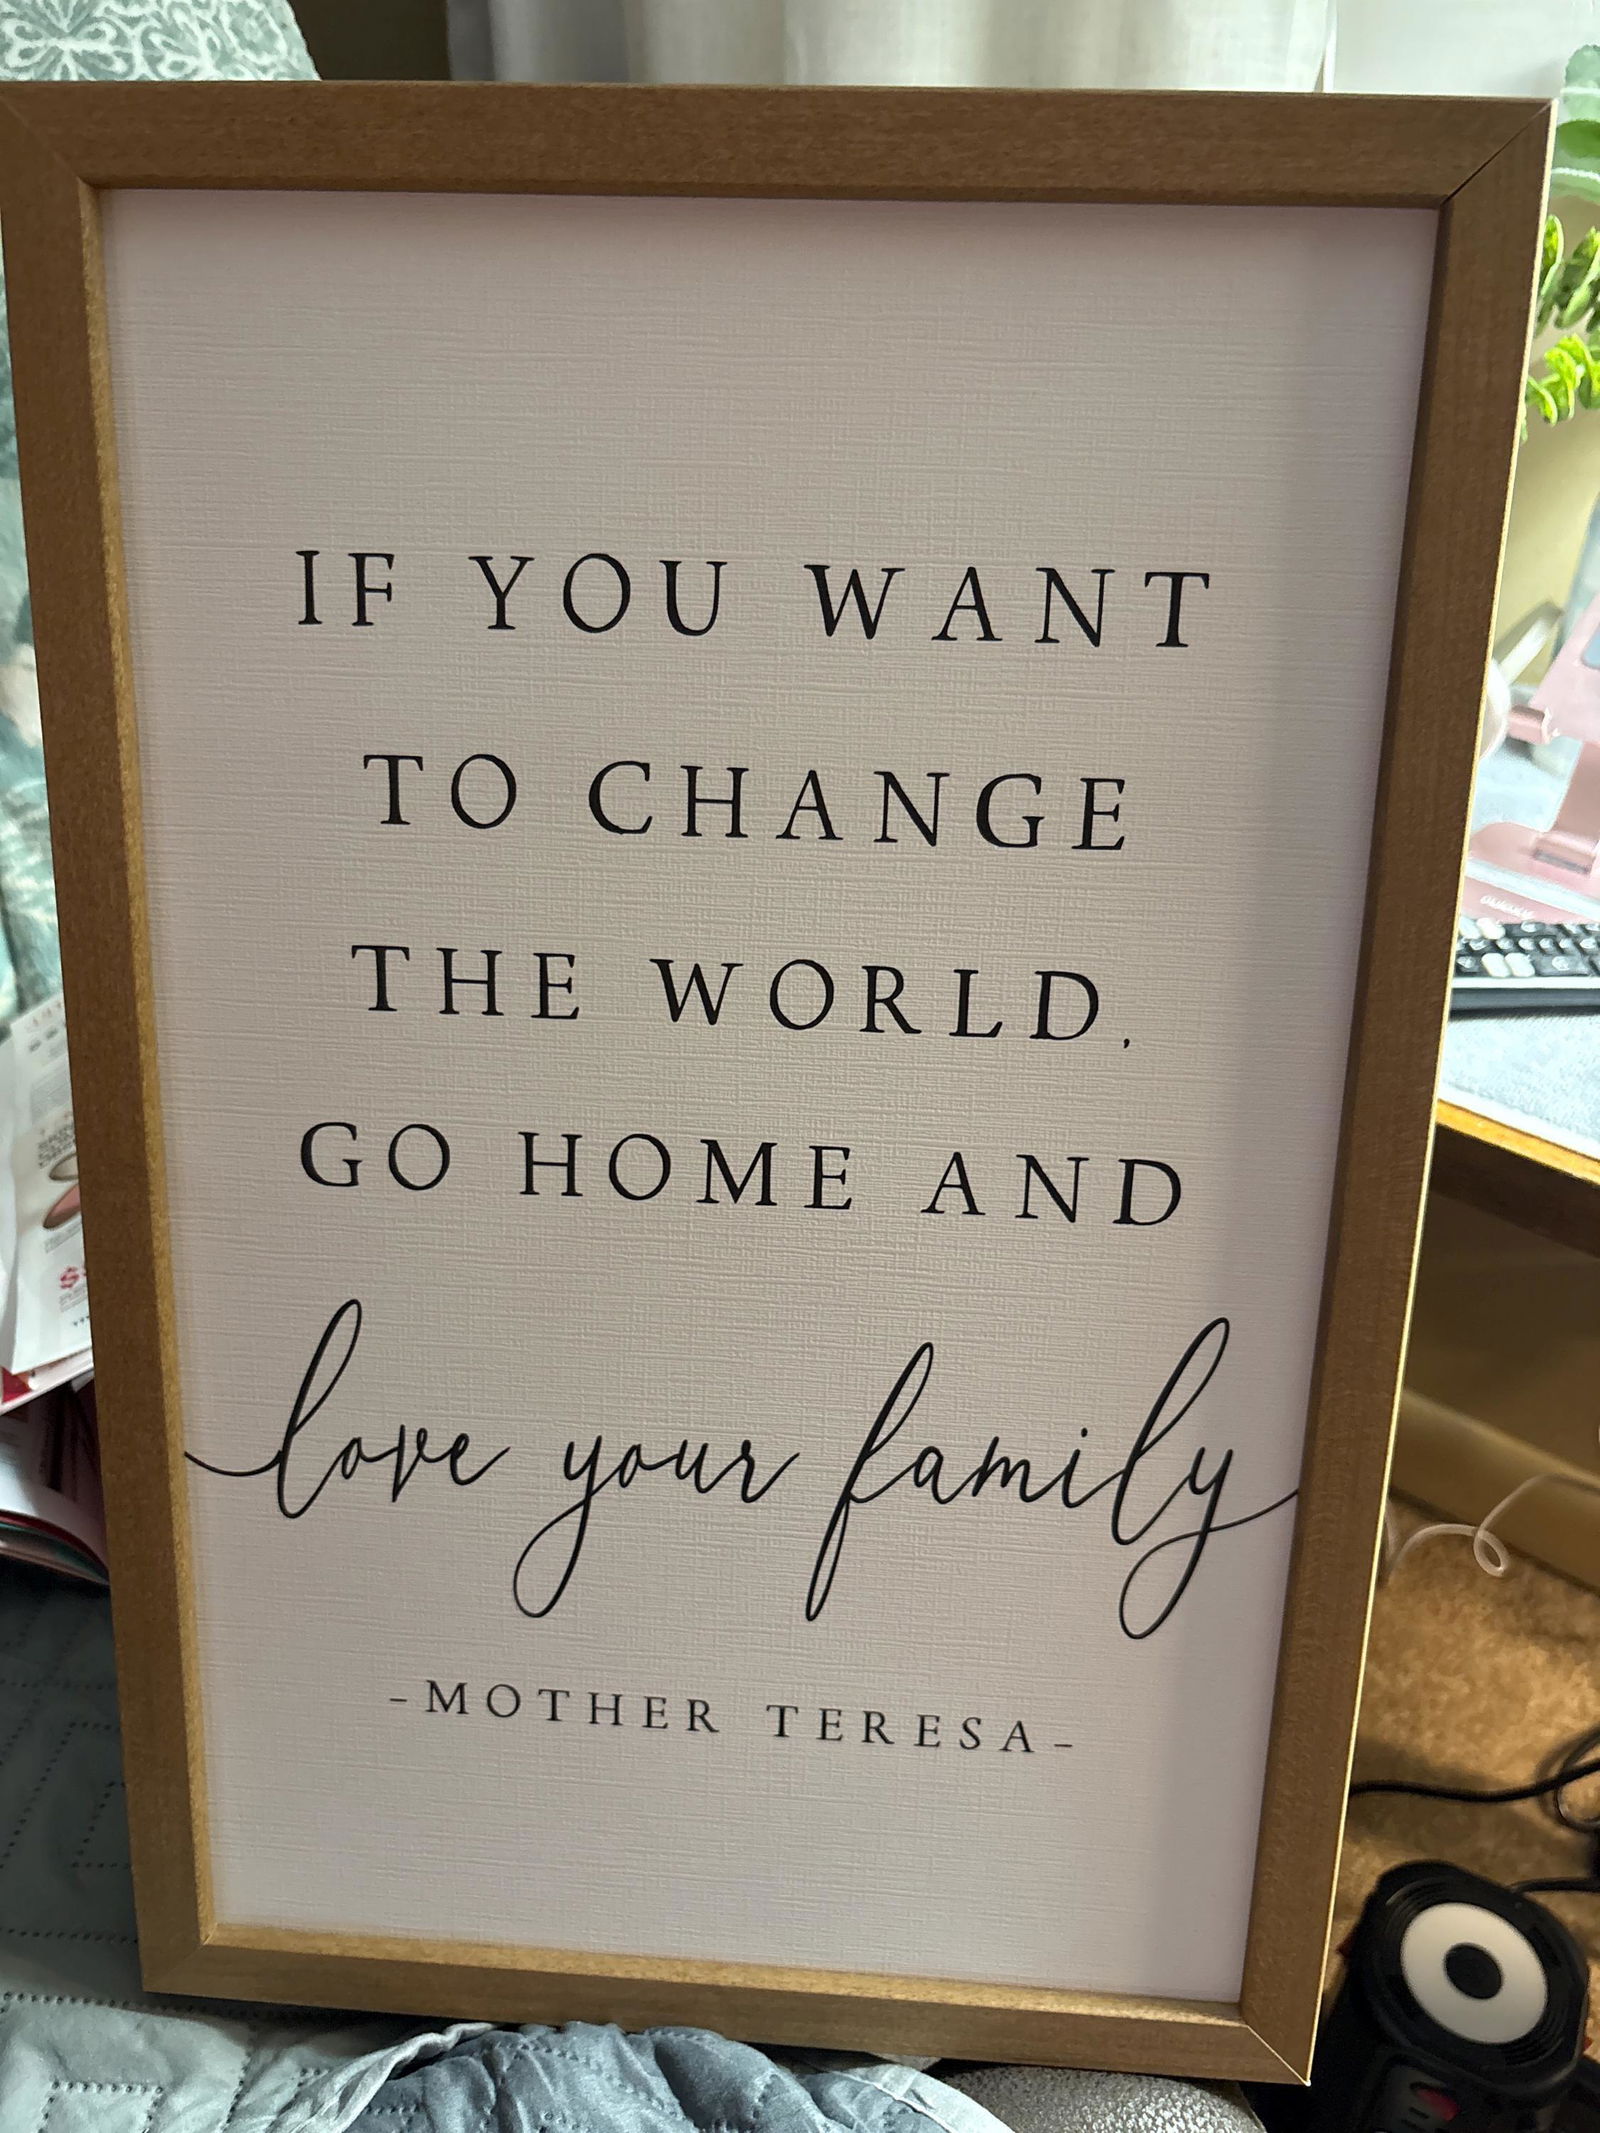 IF YOU WANT
TO CHANGE
THE WORLD,
GO HOME AND
love your family
-MOTHER TERESA-